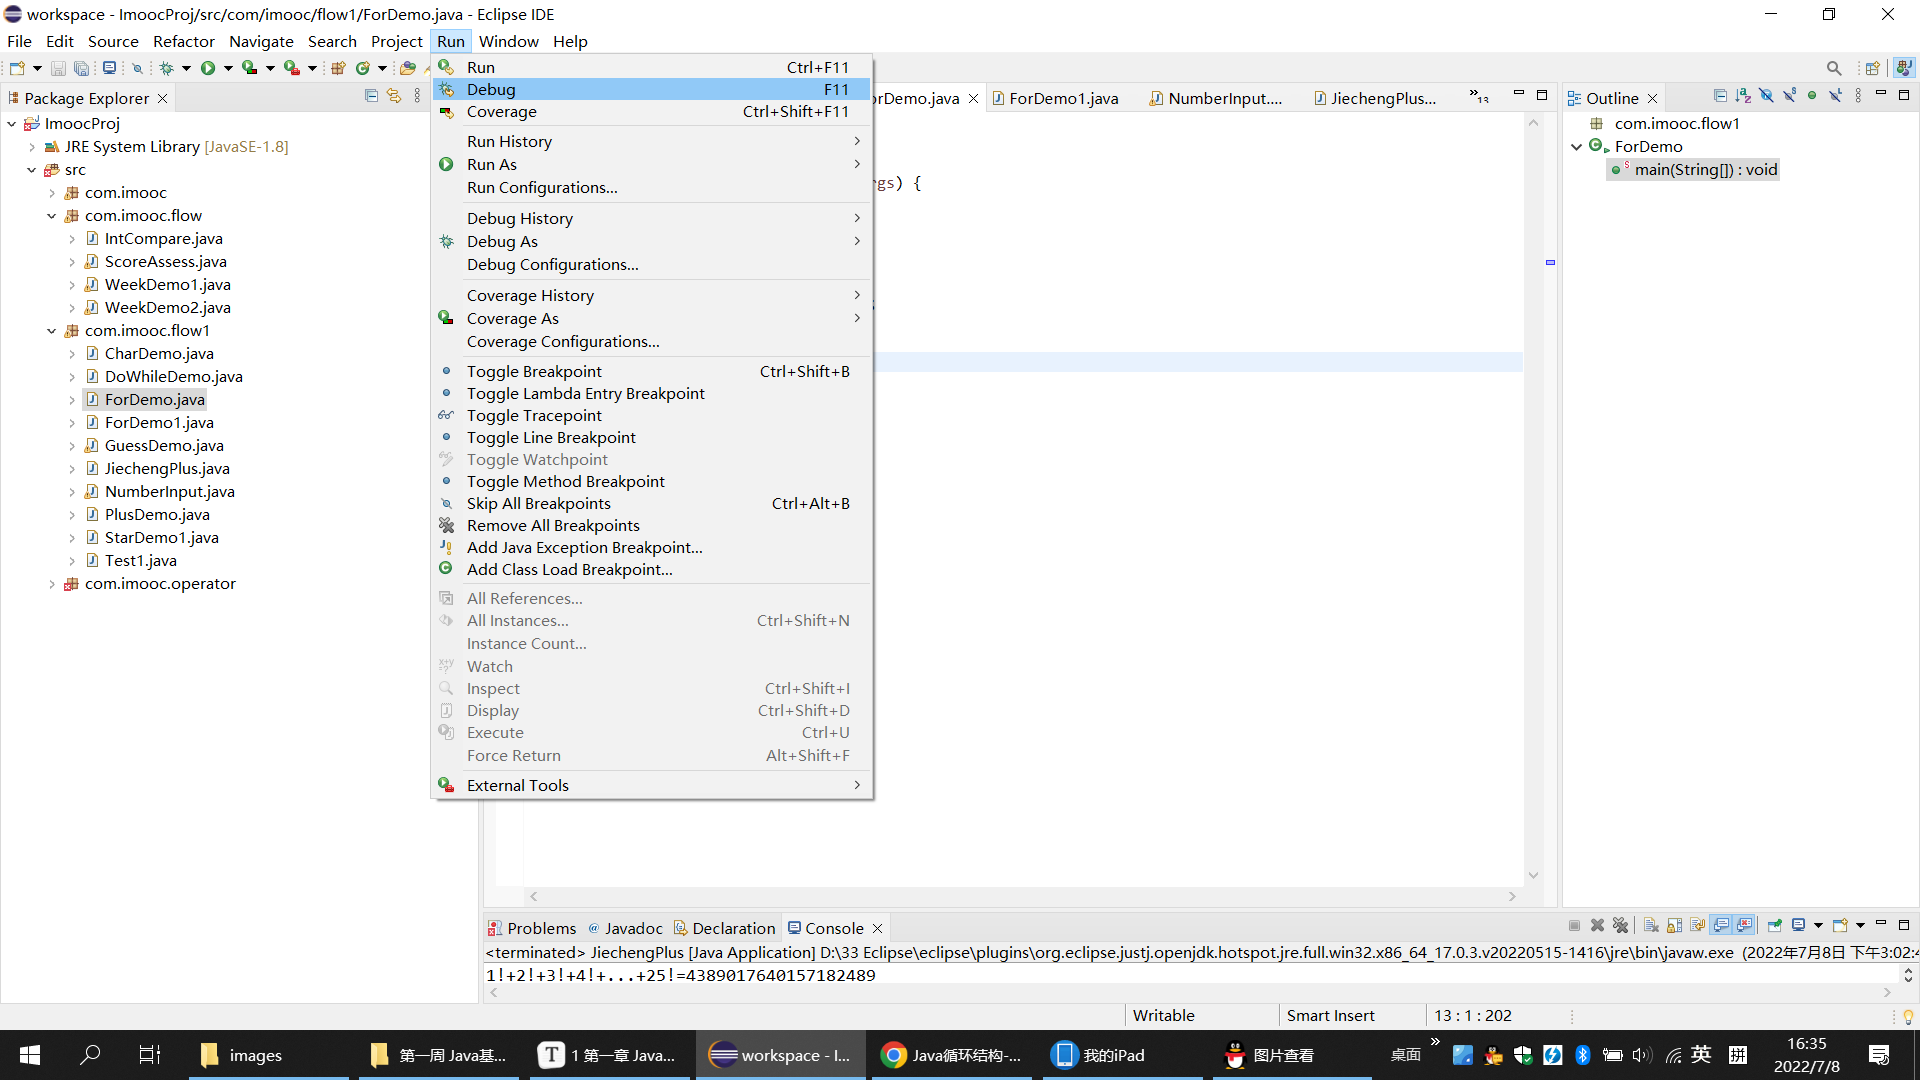 workspace - ImoocProj/src/com/imooc/flow1/ForDemo.java - Eclipse IDE
File Edit Source Refactor Navigate Search Project Run Window Help
Package Explorer
ImoocProj
JRE System Library [JavaSE-1.8]
src
com.imooc
com.imooc.flow
IntCompare.java
ScoreAssess.java
WeekDemo1.java
WeekDemo2.java
com.imooc.flow1
CharDemo.java
DoWhileDemo.java
ForDemo.java
ForDemo1.java
GuessDemo.java
JiechengPlus.java
NumberInput.java
PlusDemo.java
StarDemo1.java
Test1.java
com.imooc.operator
Run Ctrl+F11
Debug F11
Coverage Ctrl+Shift+F11
Run History
Run As
Run Configurations...
Debug History
Debug As
Debug Configurations...
Coverage History
Coverage As
Coverage Configurations...
Toggle Breakpoint Ctrl+Shift+B
Toggle Lambda Entry Breakpoint
Toggle Tracepoint
Toggle Line Breakpoint
Toggle Watchpoint
Toggle Method Breakpoint
Skip All Breakpoints Ctrl+Alt+B
Remove All Breakpoints
Add Java Exception Breakpoint...
Add Class Load Breakpoint...
All References...
All Instances... Ctrl+Shift+N
Instance Count...
Watch
Inspect Ctrl+Shift+I
Display Ctrl+Shift+D
Execute Ctrl+U
Force Return Alt+Shift+F
External Tools
orDemo.java ForDemo1.java NumberInput.... JiechengPlus... »13
rgs) {
Outline
com.imooc.flow1
ForDemo
main(String[]) : void
Problems @ Javadoc Declaration Console
<terminated> JiechengPlus [Java Application] D:\33 Eclipse\eclipse\plugins\org.eclipse.justj.openjdk.hotspot.jre.full.win32.x86_64_17.0.3.v20220515-1416\jre\bin\javaw.exe (2022年7月8日 下午3:02:4
1!+2!+3!+4!+...+25!=4389017640157182489
Writable Smart Insert 13 : 1 : 202
images 第一周 Java基... 1 第一章 Java... workspace - I... Java循环结构-... 我的iPad 图片查看 桌面 » 英 拼
16:35
2022/7/8